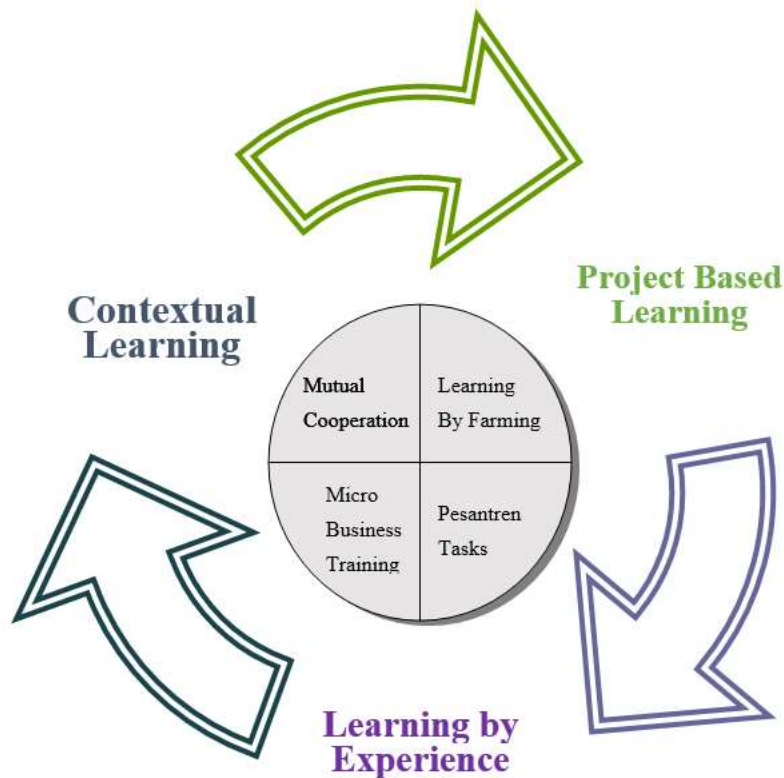 Project Based
Learning
Contextual
Learning
Mutual
Cooperation
Learning
By Farming
Micro
Business
Training
Pesantren
Tasks
Learning by
Experience